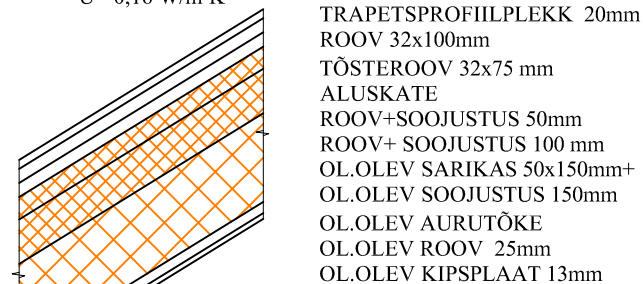 TRAPETSPROFIILPLEKK 20mm
ROOV 32x100mm
TÕSTEROOV 32x75 mm
ALUSKATE
ROOV+SOOJUSTUS 50mm
ROOV+ SOOJUSTUS 100 mm
OL.OLEV SARIKAS 50x150mm+
OL.OLEV SOOJUSTUS 150mm
OL.OLEV AURUTÕKE
OL.OLEV ROOV 25mm
OL.OLEV KIPSPLAAT 13mm